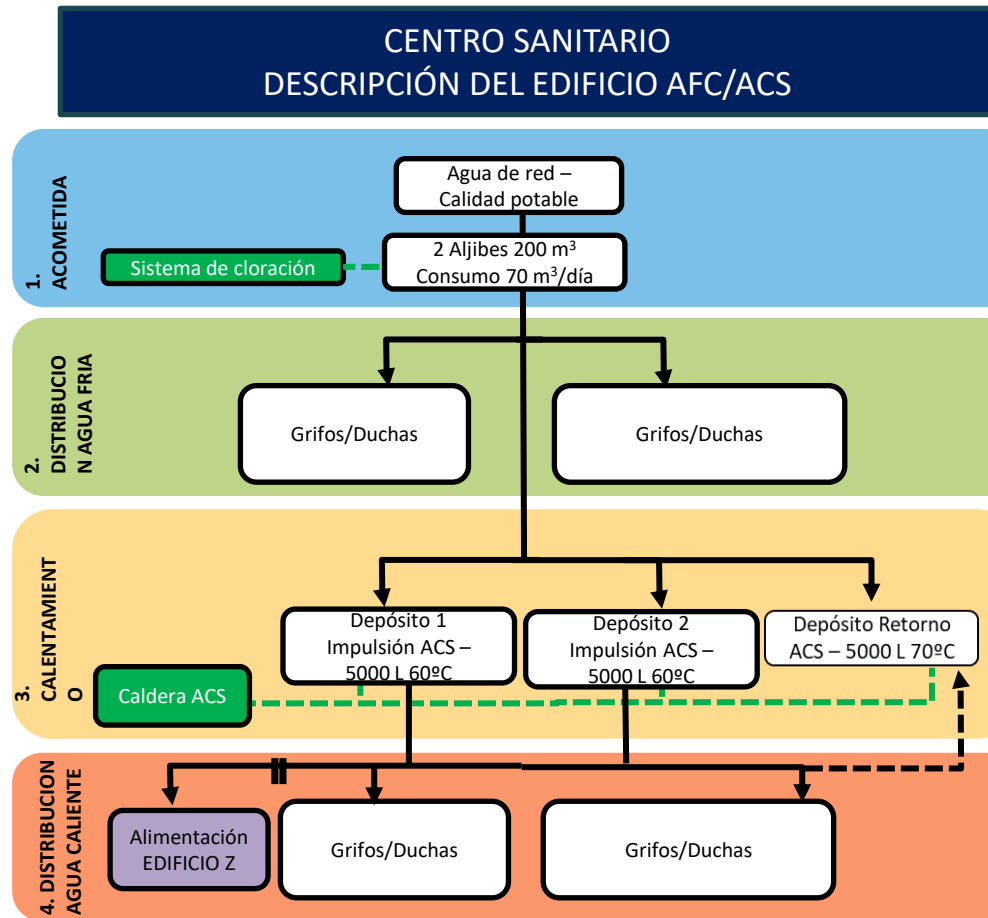 CENTRO SANITARIO
DESCRIPCIÓN DEL EDIFICIO AFC/ACS
1.
ACOMETIDA
Agua de red –
Calidad potable
Sistema de cloración
2 Aljibes 200 m³
Consumo 70 m³/día
2.
DISTRIBUCIO
N AGUA FRIA
Grifos/Duchas
Grifos/Duchas
3.
CALENTAMIENT
O
Depósito 1
Impulsión ACS –
5000 L 60ºC
Depósito 2
Impulsión ACS –
5000 L 60ºC
Depósito Retorno
ACS – 5000 L 70ºC
Caldera ACS
4. DISTRIBUCION
AGUA CALIENTE
Alimentación
EDIFICIO Z
Grifos/Duchas
Grifos/Duchas